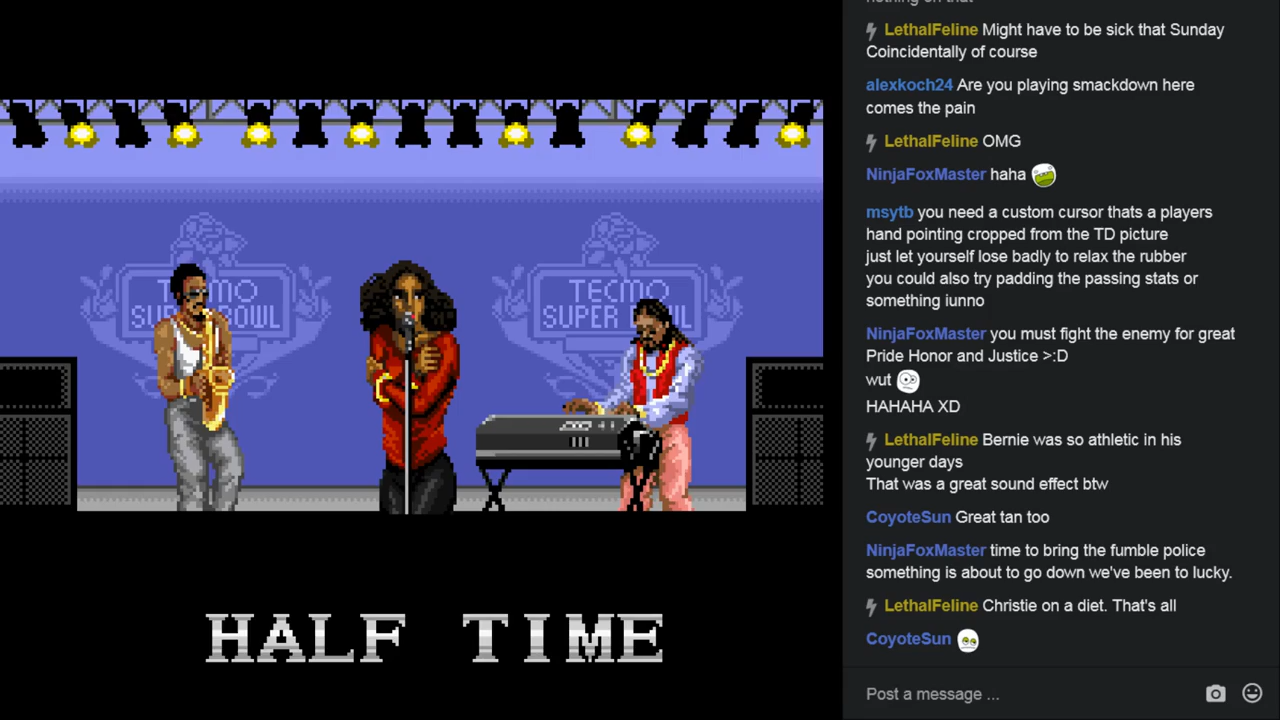 TECMO
SUPER BOWL
TECMO
SUPER BOWL
HALF TIME
nothing on that
LethalFeline Might have to be sick that Sunday
Coincidentally of course
alexkoch24 Are you playing smackdown here
comes the pain
LethalFeline OMG
NinjaFoxMaster haha
msytb you need a custom cursor thats a players
hand pointing cropped from the TD picture
just let yourself lose badly to relax the rubber
you could also try padding the passing stats or
something iunno
NinjaFoxMaster you must fight the enemy for great
Pride Honor and Justice >:D
wut
HAHAHA XD
LethalFeline Bernie was so athletic in his
younger days
That was a great sound effect btw
CoyoteSun Great tan too
NinjaFoxMaster time to bring the fumble police
something is about to go down we've been to lucky.
LethalFeline Christie on a diet. That's all
CoyoteSun
Post a message ...